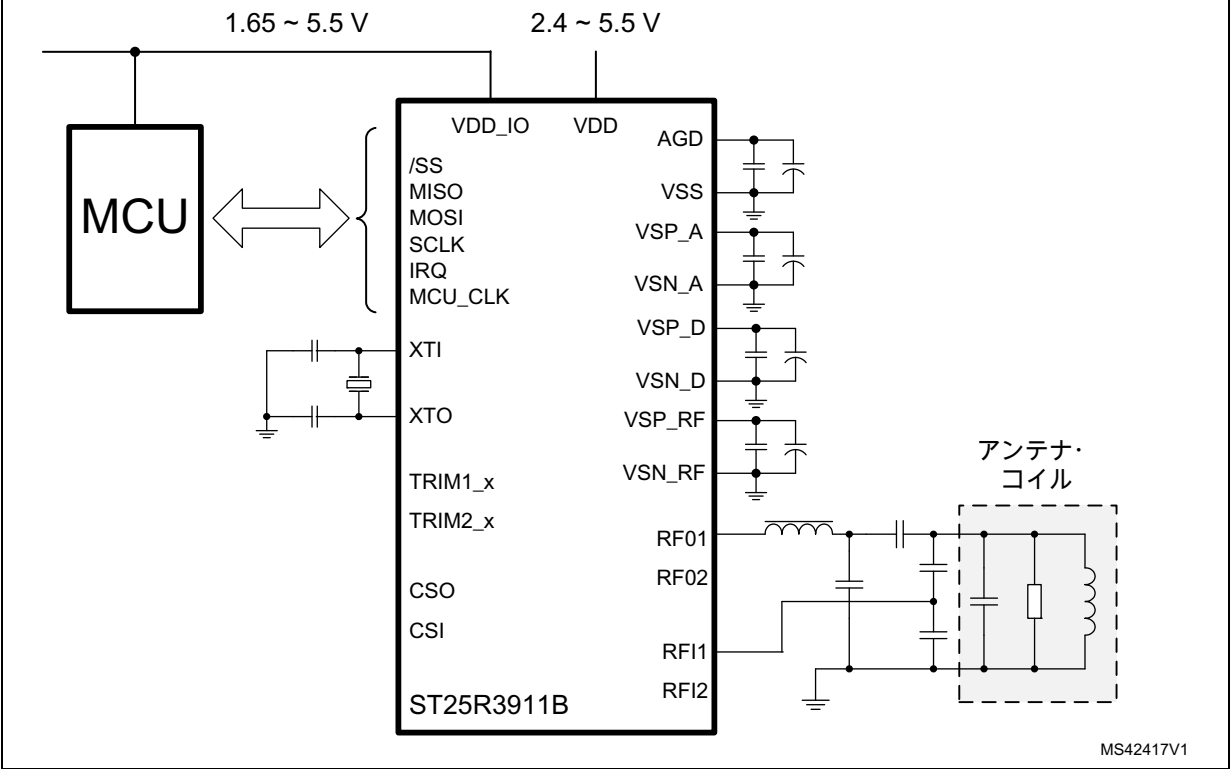 1.65 ~ 5.5 V
2.4 ~ 5.5 V
MCU
VDD_IO
VDD
/SS
MISO
MOSI
SCLK
IRQ
MCU_CLK
XTI
XTO
TRIM1_x
TRIM2_x
CSO
CSI
ST25R3911B
AGD
VSS
VSP_A
VSN_A
VSP_D
VSN_D
VSP_RF
VSN_RF
RF01
RF02
RFI1
RFI2
アンテナ･
コイル
MS42417V1